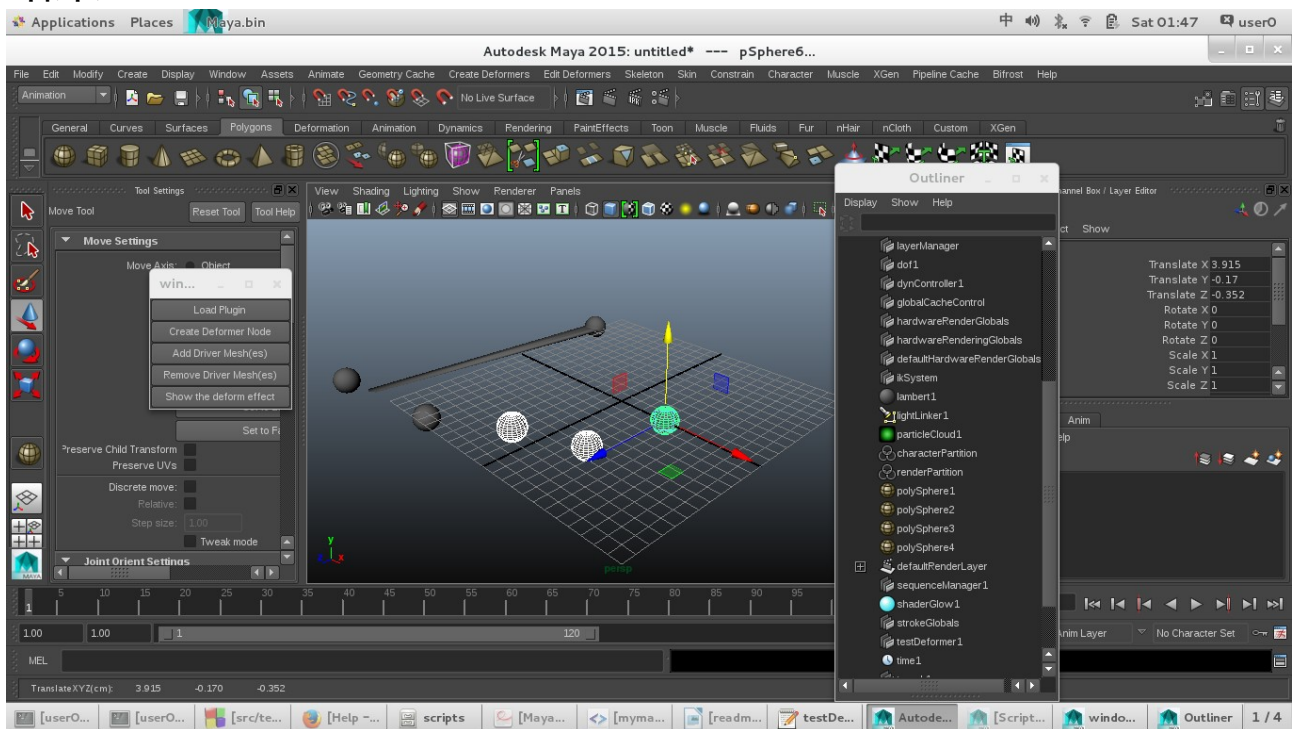 Applications Places Maya.bin 中 Sat 01:47 userO
Autodesk Maya 2015: untitled* --- pSphere6...
File Edit Modify Create Display Window Assets Animate Geometry Cache Create Deformers Edit Deformers Skeleton Skin Constrain Character Muscle XGen Pipeline Cache Bifrost Help
Animation No Live Surface
General Curves Surfaces Polygons Deformation Animation Dynamics Rendering PaintEffects Toon Muscle Fluids Fur nHair nCloth Custom XGen
Tool Settings
Move Tool Reset Tool Tool Help
Move Settings
Move Axis: Object
win...
Load Plugin
Create Deformer Node
Add Driver Mesh(es)
Remove Driver Mesh(es)
Show the deform effect
Set to Fa
Preserve Child Transform
Preserve UVs
Discrete move:
Relative:
Step size: 1.00
Tweak mode
Joint Orient Settings
MAYA
View Shading Lighting Show Renderer Panels
y
x
persp
Outliner
Display Show Help
layerManager
dof1
dynController1
globalCacheControl
hardwareRenderGlobals
hardwareRenderingGlobals
defaultHardwareRenderGlobals
ikSystem
lambert1
lightLinker1
particleCloud1
characterPartition
renderPartition
polySphere1
polySphere2
polySphere3
polySphere4
defaultRenderLayer
sequenceManager1
shaderGlow1
strokeGlobals
testDeformer1
time1
annel Box / Layer Editor
ct Show
Translate X 3.915
Translate Y -0.17
Translate Z -0.352
Rotate X 0
Rotate Y 0
Rotate Z 0
Scale X 1
Scale Y 1
Scale Z 1
Anim
elp
5 10 15 20 25 30 35 40 45 50 55 60 65 70 75 80 85 90 95
1
1.00 1.00 1 120 Anim Layer No Character Set
MEL
TranslateXYZ(cm): 3.915 -0.170 -0.352
[userO... [userO... [src/te... [Help -... scripts [Maya... [myma... [readm... testDe... Autode... [Script... windo... Outliner 1 / 4